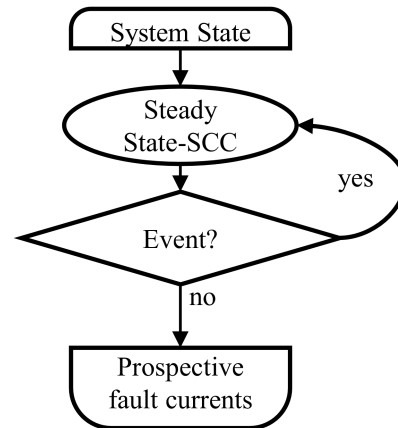 System State
Steady
State-SCC
yes
Event?
no
Prospective
fault currents